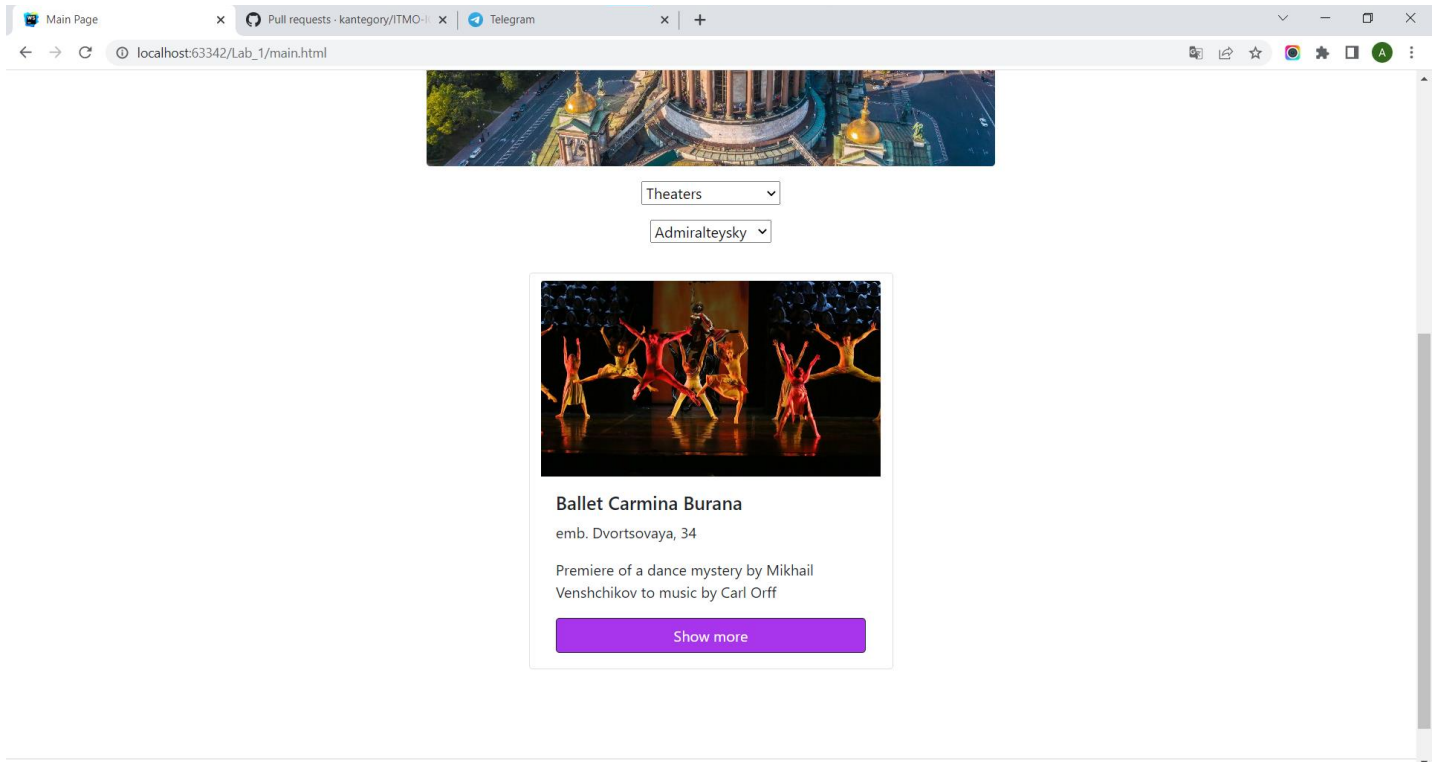 Main Page
Pull requests · kantegory/ITMO-I
Telegram
localhost:63342/Lab_1/main.html
A
Theaters
Admiralteysky
Ballet Carmina Burana
emb. Dvortsovaya, 34
Premiere of a dance mystery by Mikhail
Venshchikov to music by Carl Orff
Show more